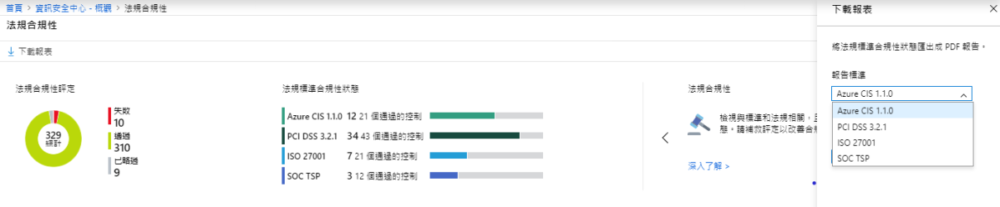 首頁 > 資訊安全中心 - 概觀 > 法規合規性
法規合規性
下載報表
法規合規性評定
329
總計
失敗
10
通過
310
已略過
9
法規標準合規性狀態
Azure CIS 1.1.0 12 21 個通過的控制
PCI DSS 3.2.1 34 43 個通過的控制
ISO 27001 7 21 個通過的控制
SOC TSP 3 12 個通過的控制
法規合規性
檢視與標準和法規相關，且
態。請補救評定以改善合規
深入了解 >
下載報表
將法規標準合規性狀態匯出成 PDF 報告。
報告標準
Azure CIS 1.1.0
Azure CIS 1.1.0
PCI DSS 3.2.1
ISO 27001
SOC TSP